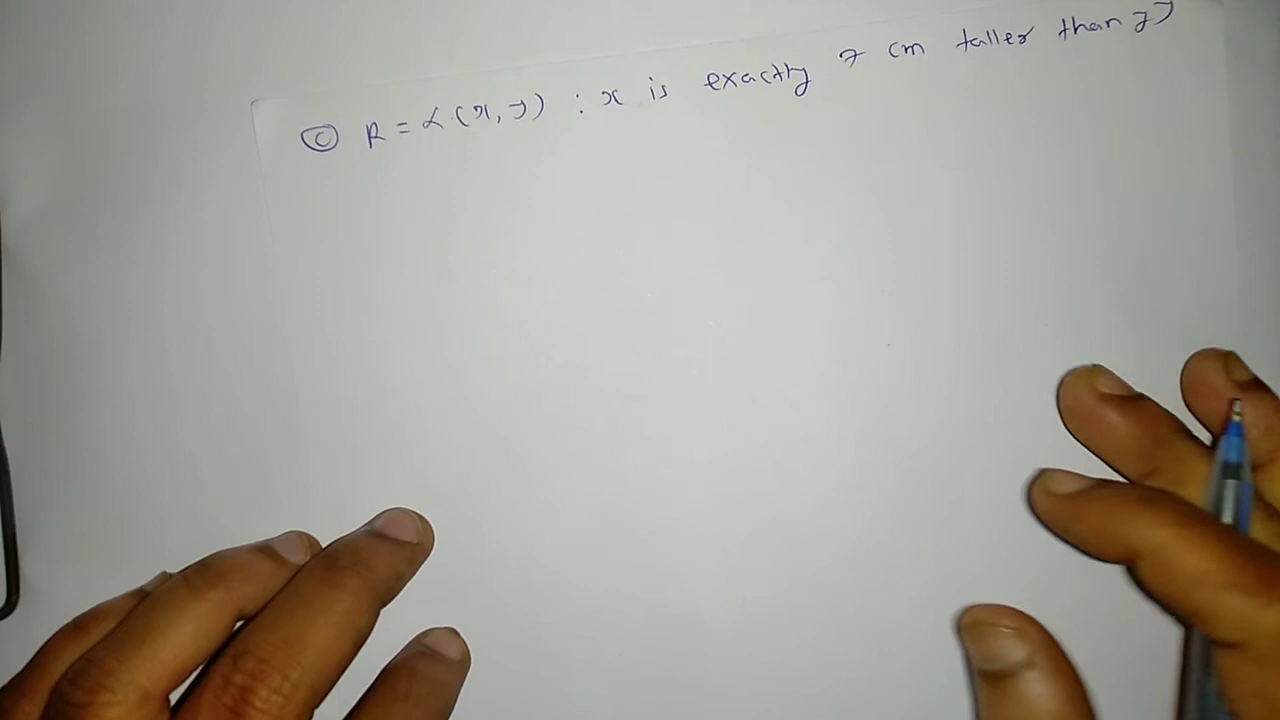 (c) R = {(x, y) : x is exactly 7 cm taller than y}